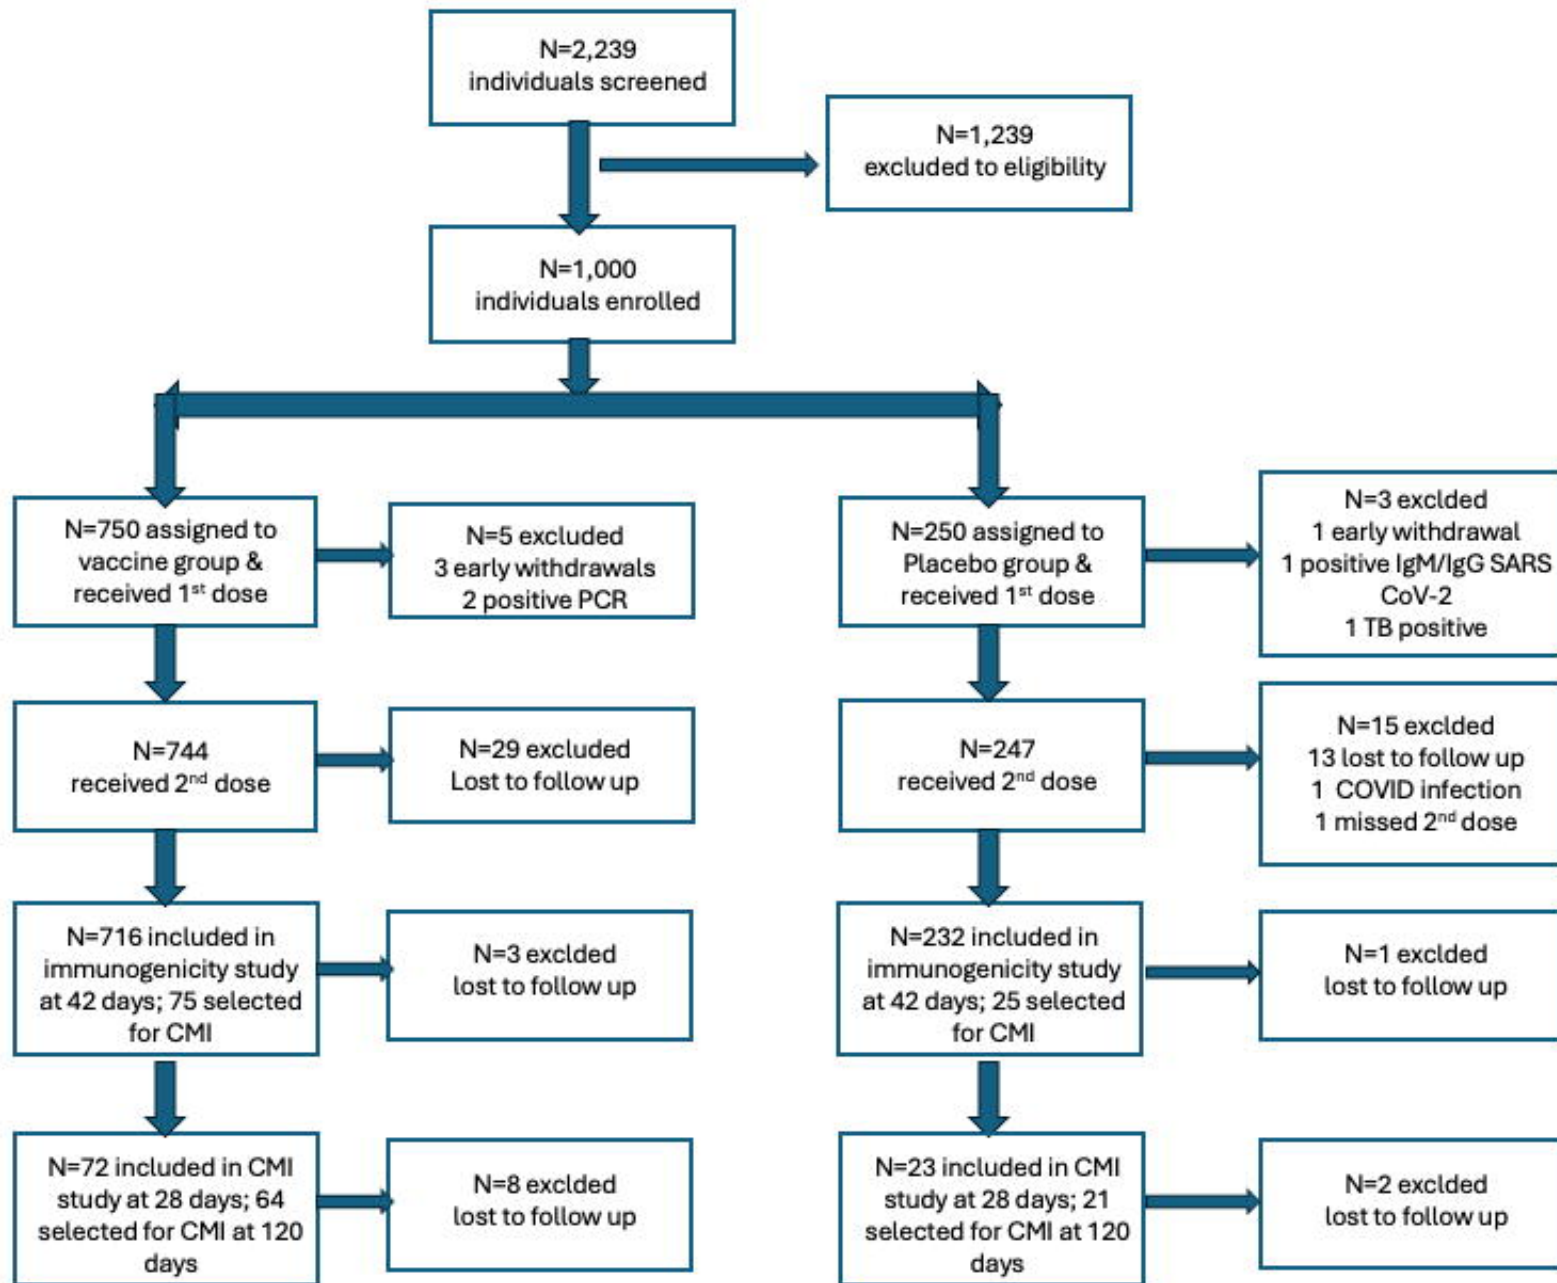 N=2,239
individuals screened
N=1,239
excluded to eligibility
N=1,000
individuals enrolled
N=750 assigned to
vaccine group &
received 1st dose
N=5 excluded
3 early withdrawals
2 positive PCR
N=250 assigned to
Placebo group &
received 1st dose
N=3 exclded
1 early withdrawal
1 positive IgM/IgG SARS
CoV-2
1 TB positive
N=744
received 2nd dose
N=29 excluded
Lost to follow up
N=247
received 2nd dose
N=15 exclded
13 lost to follow up
1 COVID infection
1 missed 2nd dose
N=716 included in
immunogenicity study
at 42 days; 75 selected
for CMI
N=3 exclded
lost to follow up
N=232 included in
immunogenicity study
at 42 days; 25 selected
for CMI
N=1 exclded
lost to follow up
N=72 included in CMI
study at 28 days; 64
selected for CMI at 120
days
N=8 exclded
lost to follow up
N=23 included in CMI
study at 28 days; 21
selected for CMI at 120
days
N=2 exclded
lost to follow up